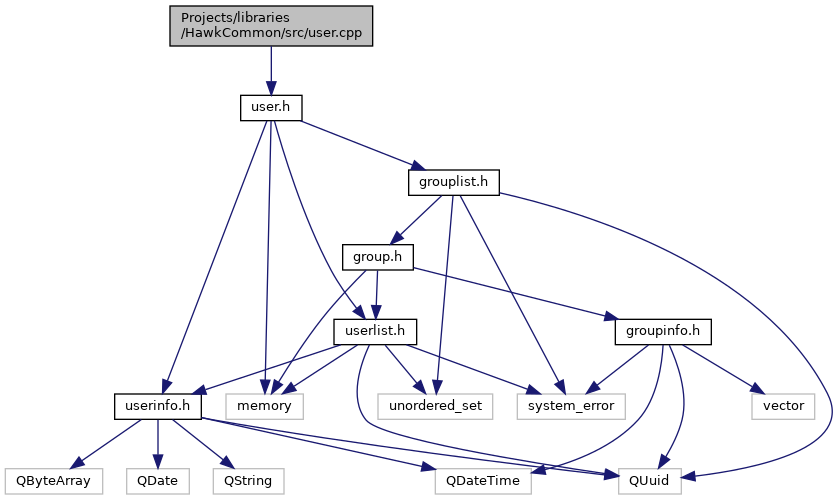 Projects/libraries
/HawkCommon/src/user.cpp
user.h
grouplist.h
group.h
userlist.h
groupinfo.h
userinfo.h
memory
unordered_set
system_error
vector
QByteArray
QDate
QString
QDateTime
QUuid